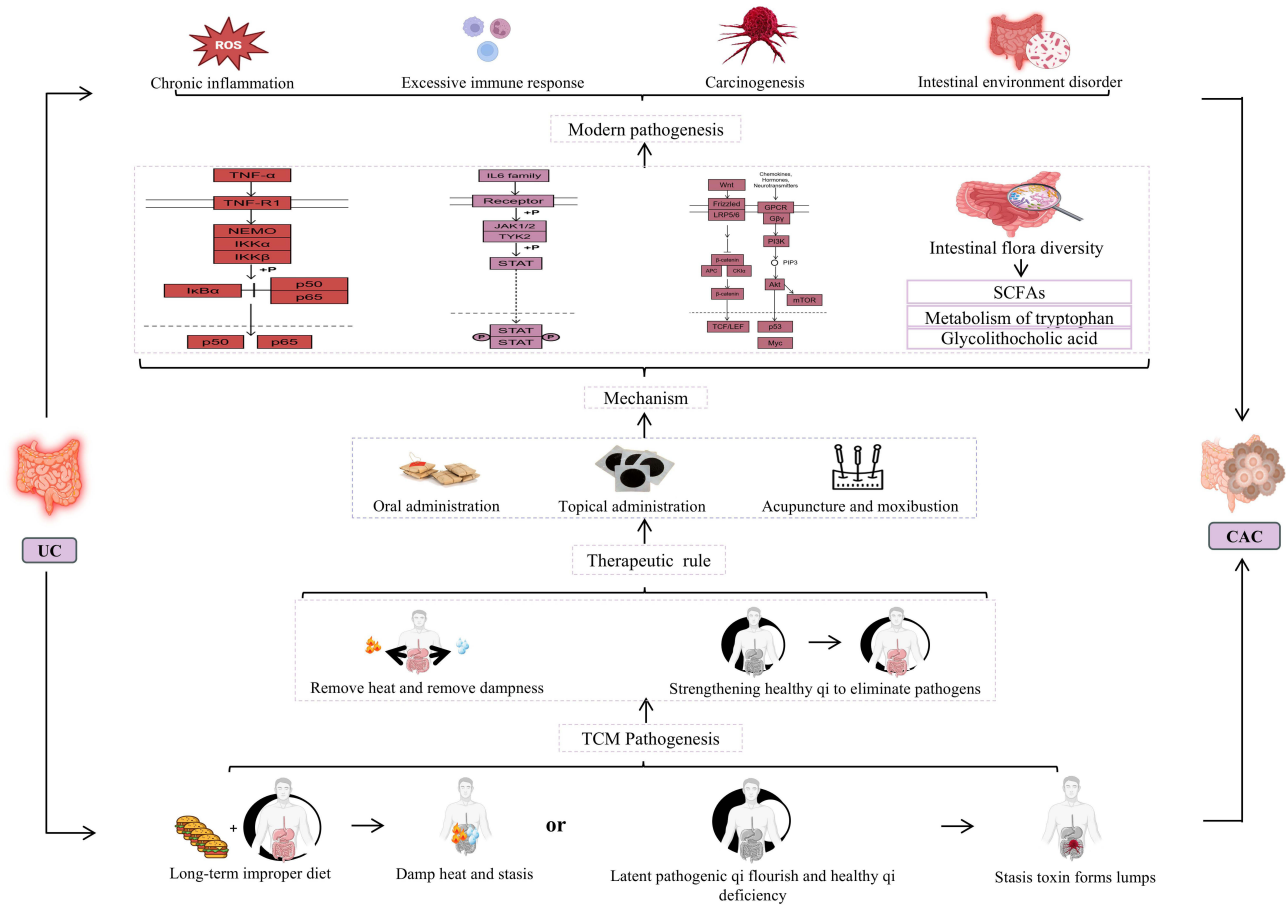 ROS
Chronic inflammation
Excessive immune response
Carcinogenesis
Intestinal environment disorder
Modern pathogenesis
TNF-α
TNF-R1
NEMO
IKKα
IKKβ
+P
IκBα
p50
p65
p50
p65
IL6 family
Receptor
+P
JAK1/2
TYK2
+P
STAT
STAT
STAT
P
P
Wnt
Frizzled
LRP5/6
β-catenin
APC
CKIα
β-catenin
TCF/LEF
Chemokines,
Hormones,
Neurotransmitters
GPCR
Gβγ
PI3K
PIP3
Akt
mTOR
p53
Myc
Intestinal flora diversity
SCFAs
Metabolism of tryptophan
Glycolithocholic acid
Mechanism
Oral administration
Topical administration
Acupuncture and moxibustion
UC
CAC
Therapeutic rule
Remove heat and remove dampness
Strengthening healthy qi to eliminate pathogens
TCM Pathogenesis
+
or
Long-term improper diet
Damp heat and stasis
Latent pathogenic qi flourish and healthy qi
deficiency
Stasis toxin forms lumps